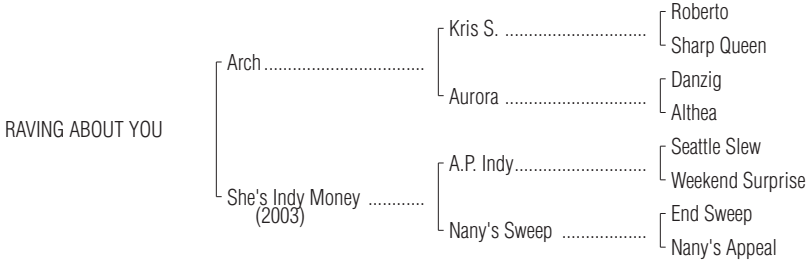 Roberto
Kris S. ................................
Sharp Queen
Arch ....................................
Danzig
Aurora ................................
Althea
RAVING ABOUT YOU
Seattle Slew
A.P. Indy..............................
Weekend Surprise
She's Indy Money ............
(2003)
End Sweep
Nany's Sweep ....................
Nany's Appeal